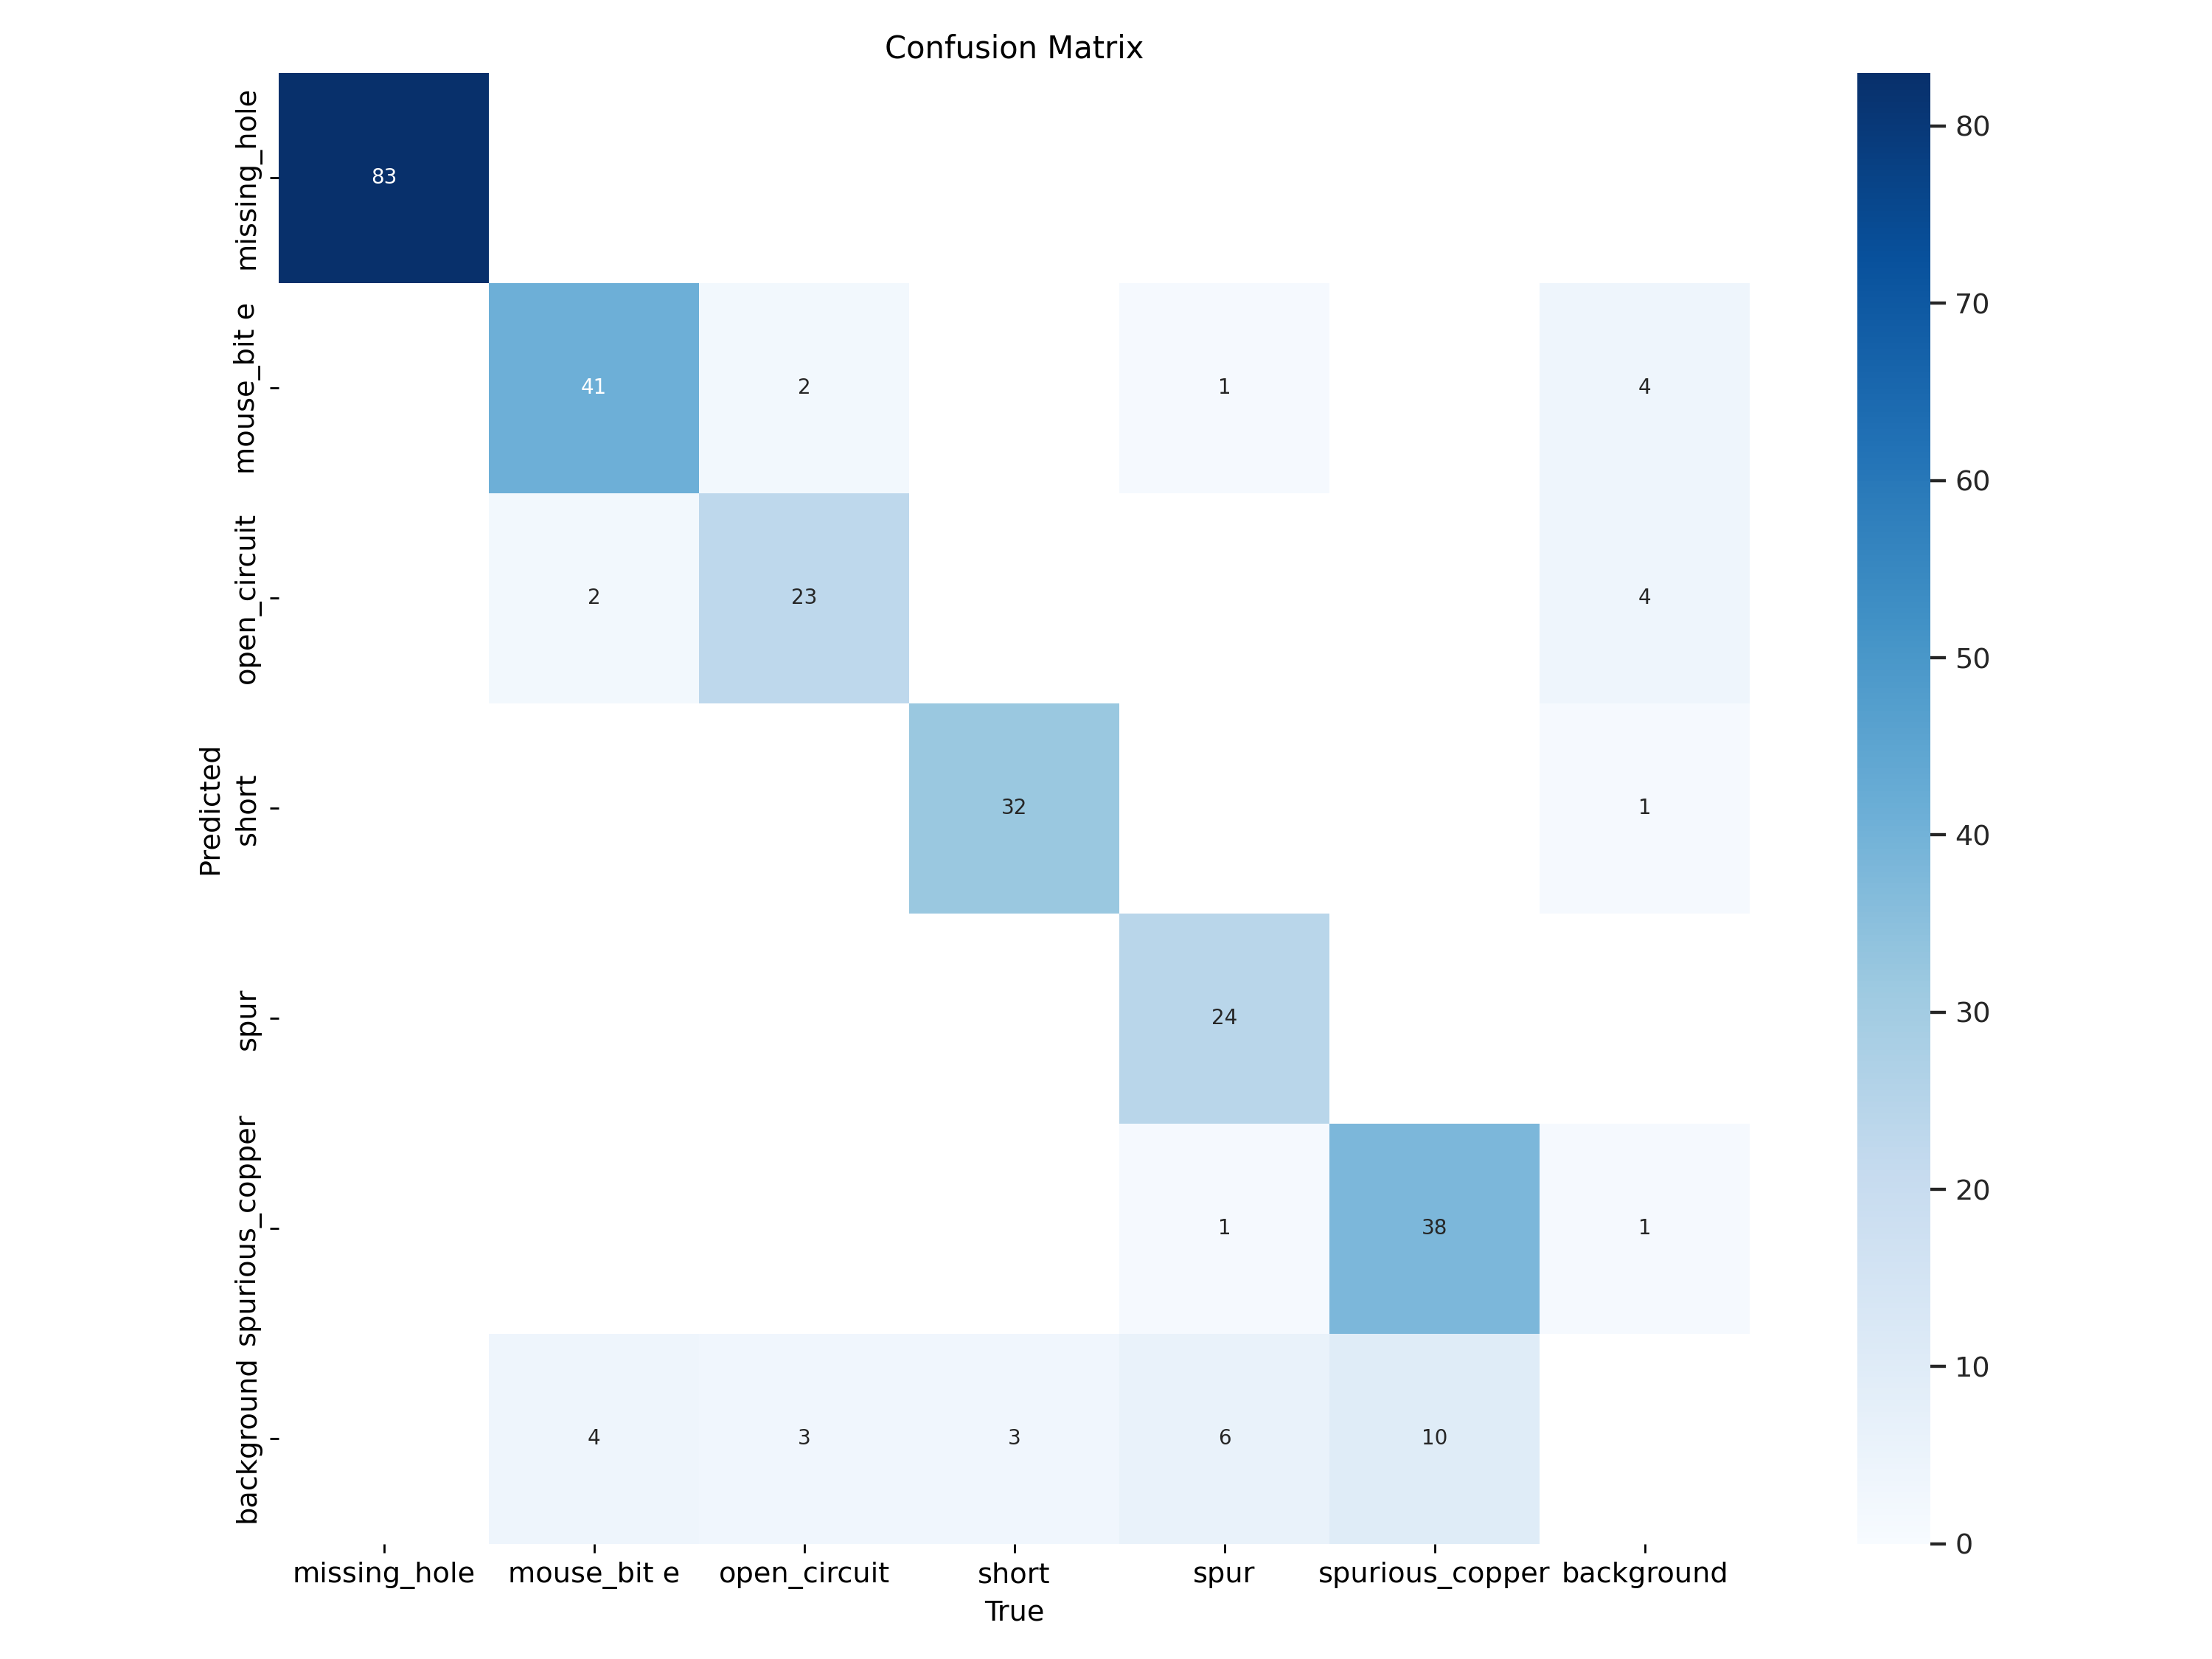 Confusion Matrix
missing_hole
83
80
70
mouse_bit e
41 2 1 4
60
open_circuit
2 23 4
50
Predicted
short
32 1
40
spur
24
30
20
spurious_copper
1 38 1
10
background
4 3 3 6 10
0
missing_hole mouse_bit e open_circuit short spur spurious_copper background
True